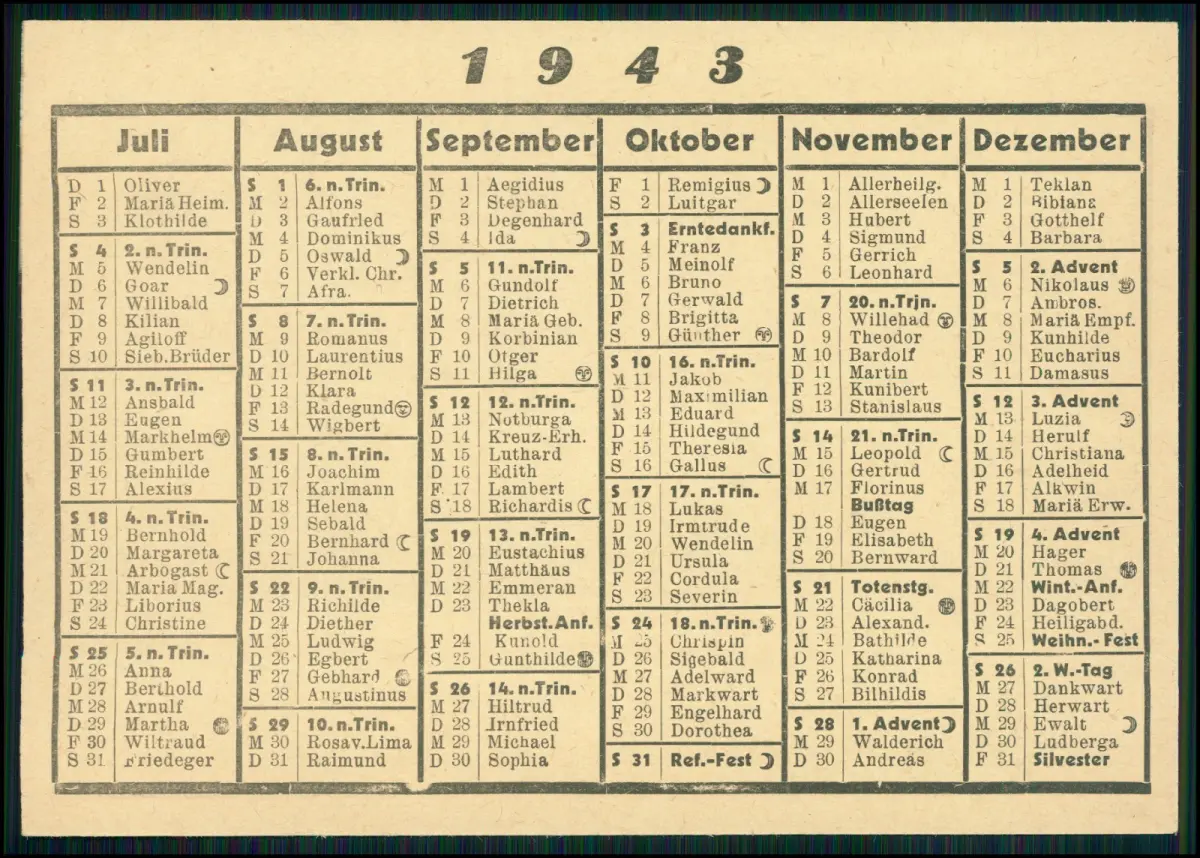 1943
Juli
D 1 Oliver
F 2 Mariä Heim.
S 3 Klothilde
S 4 2. n. Trin.
M 5 Wendelin
D 6 Goar
M 7 Willibald
D 8 Kilian
F 9 Agiloff
S 10 Sieb.Brüder
S 11 3. n. Trin.
M 12 Ansbald
D 13 Eugen
M 14 Markhelm
D 15 Gumbert
F 16 Reinhilde
S 17 Alexius
S 18 4. n. Trin.
M 19 Bernhold
D 20 Margareta
M 21 Arbogast
D 22 Maria Mag.
F 23 Liborius
S 24 Christine
S 25 5. n. Trin.
M 26 Anna
D 27 Berthold
M 28 Arnulf
D 29 Martha
F 30 Wiltraud
S 31 Friedeger
August
S 1 6. n. Trin.
M 2 Alfons
D 3 Gaufried
M 4 Dominikus
D 5 Oswald
F 6 Verkl. Chr.
S 7 Afra.
S 8 7. n. Trin.
M 9 Romanus
D 10 Laurentius
M 11 Bernolt
D 12 Klara
F 13 Radegund
S 14 Wigbert
S 15 8. n. Trin.
M 16 Joachim
D 17 Karlmann
M 18 Helena
D 19 Sebald
F 20 Bernhard
S 21 Johanna
S 22 9. n. Trin.
M 23 Richilde
D 24 Diether
M 25 Ludwig
D 26 Egbert
F 27 Gebhard
S 28 Augustinus
S 29 10. n. Trin.
M 30 Rosav.Lima
D 31 Raimund
September
M 1 Aegidius
D 2 Stephan
F 3 Degenhard
S 4 Ida
S 5 11. n. Trin.
M 6 Gundolf
D 7 Dietrich
M 8 Mariä Geb.
D 9 Korbinian
F 10 Otger
S 11 Hilga
S 12 12. n. Trin.
M 13 Notburga
D 14 Kreuz-Erh.
M 15 Luthard
D 16 Edith
F 17 Lambert
S 18 Richardis
S 19 13. n. Trin.
M 20 Eustachius
D 21 Matthäus
M 22 Emmeran
D 23 Thekla
Herbst. Anf.
F 24 Kunold
S 25 Gunthilde
S 26 14. n. Trin.
M 27 Hiltrud
D 28 Irnfried
M 29 Michael
D 30 Sophia
Oktober
F 1 Remigius
S 2 Luitgar
S 3 Erntedankf.
M 4 Franz
D 5 Meinolf
M 6 Bruno
D 7 Gerwald
F 8 Brigitta
S 9 Günther
S 10 16. n. Trin.
M 11 Jakob
D 12 Maximilian
M 13 Eduard
D 14 Hildegund
F 15 Theresia
S 16 Gallus
S 17 17. n. Trin.
M 18 Lukas
D 19 Irmtrude
M 20 Wendelin
D 21 Ursula
F 22 Cordula
S 23 Severin
S 24 18. n. Trin.
M 25 Chrispin
D 26 Sigebald
M 27 Adelward
D 28 Markwart
F 29 Engelhard
S 30 Dorothea
S 31 Ref.-Fest
November
M 1 Allerheilg.
D 2 Allerseelen
M 3 Hubert
D 4 Sigmund
F 5 Gerrich
S 6 Leonhard
S 7 20. n. Trin.
M 8 Willehad
D 9 Theodor
M 10 Bardolf
D 11 Martin
F 12 Kunibert
S 13 Stanislaus
S 14 21. n. Trin.
M 15 Leopold
D 16 Gertrud
M 17 Florinus
Bußtag
D 18 Eugen
F 19 Elisabeth
S 20 Bernward
S 21 Totenstg.
M 22 Cäcilia
D 23 Alexand.
M 24 Bathilde
D 25 Katharina
F 26 Konrad
S 27 Bilhildis
S 28 1. Advent
M 29 Walderich
D 30 Andreas
Dezember
M 1 Teklan
D 2 Bibiana
F 3 Gotthelf
S 4 Barbara
S 5 2. Advent
M 6 Nikolaus
D 7 Ambros.
M 8 Mariä Empf.
D 9 Kunhilde
F 10 Eucharius
S 11 Damasus
S 12 3. Advent
M 13 Luzia
D 14 Herulf
M 15 Christiana
D 16 Adelheid
F 17 Alkwin
S 18 Mariä Erw.
S 19 4. Advent
M 20 Hager
D 21 Thomas
M 22 Wint.-Anf.
D 23 Dagobert
F 24 Heiligabd.
S 25 Weihn.-Fest
S 26 2. W.-Tag
M 27 Dankwart
D 28 Herwart
M 29 Ewalt
D 30 Ludberga
F 31 Silvester